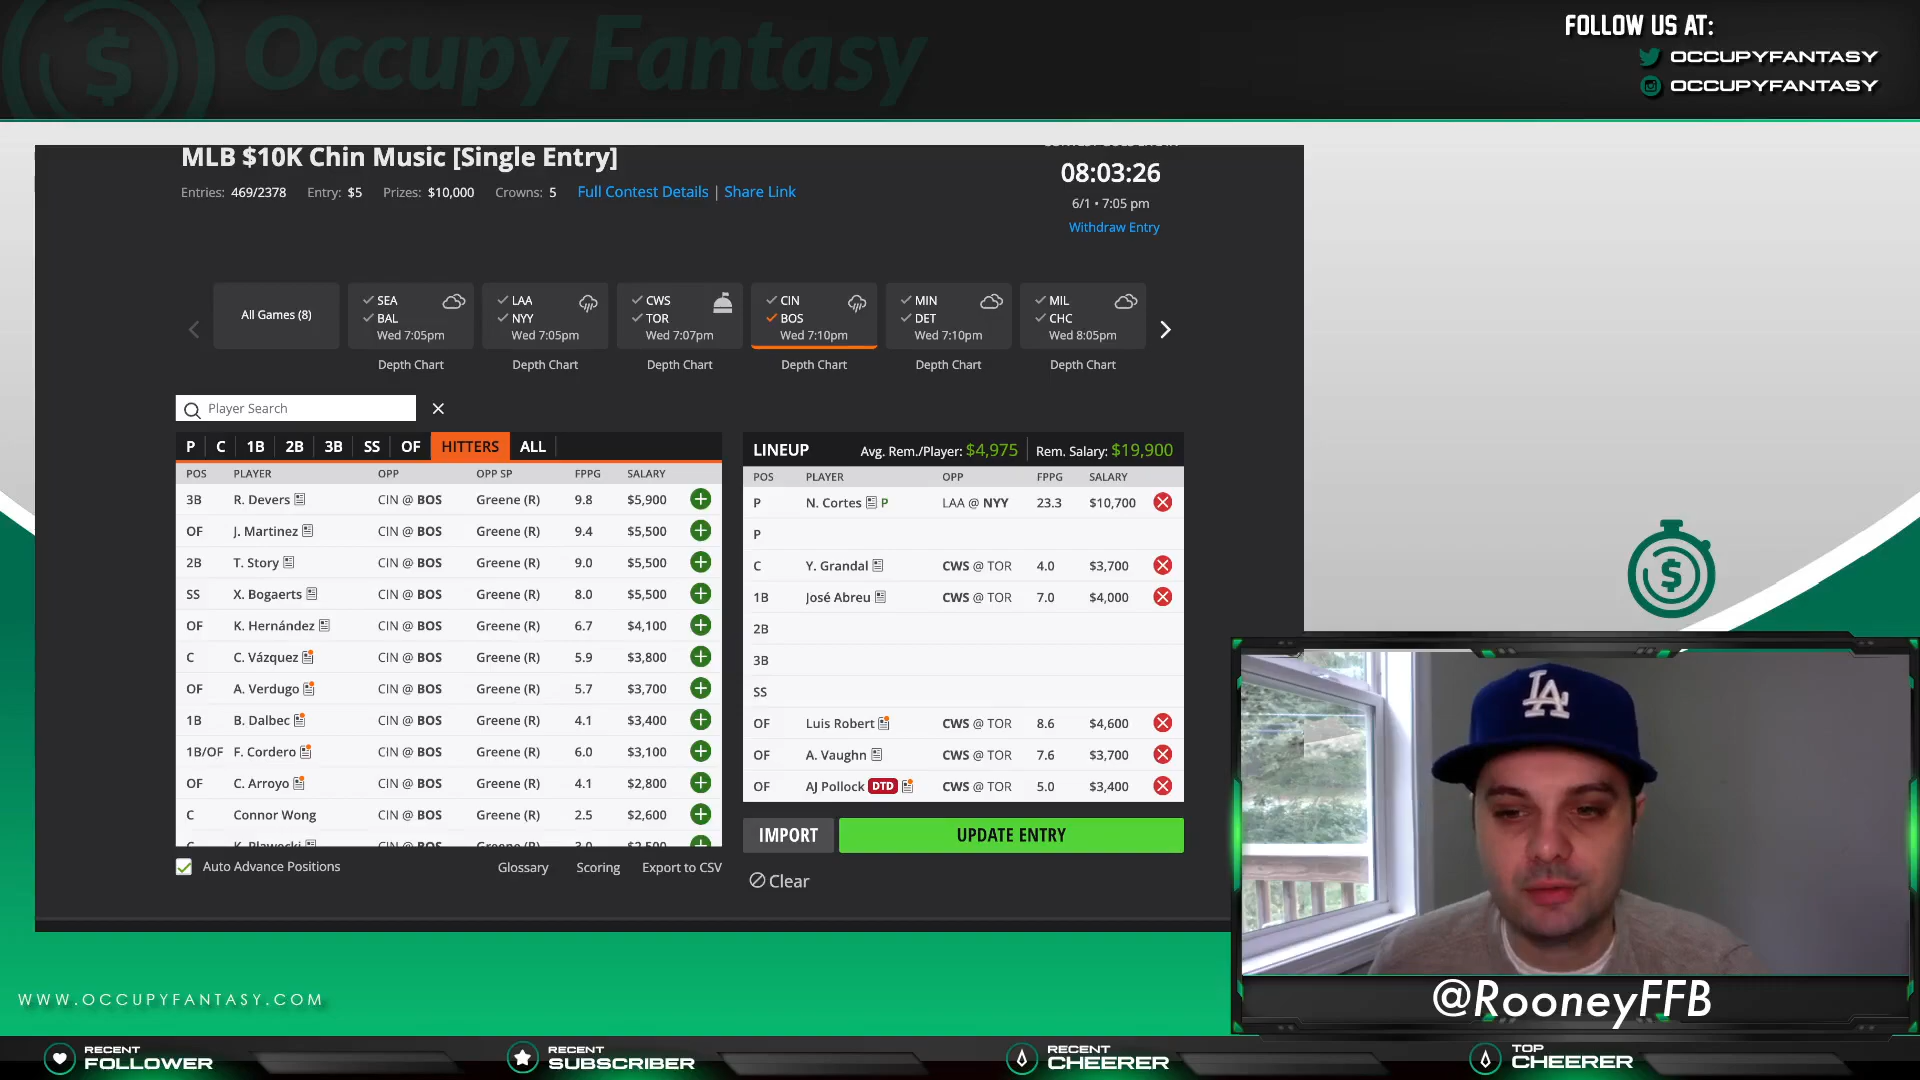 Occupy Fantasy
FOLLOW US AT:
OCCUPYFANTASY
OCCUPYFANTASY
MLB $10K Chin Music [Single Entry]
Entries: 469/2378 Entry: $5 Prizes: $10,000 Crowns: 5 Full Contest Details | Share Link
08:03:26
6/1 • 7:05 pm
Withdraw Entry
All Games (8)
SEA
BAL
Wed 7:05pm
Depth Chart
LAA
NYY
Wed 7:05pm
Depth Chart
CWS
TOR
Wed 7:07pm
Depth Chart
CIN
BOS
Wed 7:10pm
Depth Chart
MIN
DET
Wed 7:10pm
Depth Chart
MIL
CHC
Wed 8:05pm
Depth Chart
Player Search
P C 1B 2B 3B SS OF HITTERS ALL
POS PLAYER OPP OPP SP FPPG SALARY
3B R. Devers CIN @ BOS Greene (R) 9.8 $5,900
OF J. Martinez CIN @ BOS Greene (R) 9.4 $5,500
2B T. Story CIN @ BOS Greene (R) 9.0 $5,500
SS X. Bogaerts CIN @ BOS Greene (R) 8.0 $5,500
OF K. Hernández CIN @ BOS Greene (R) 6.7 $4,100
C C. Vázquez CIN @ BOS Greene (R) 5.9 $3,800
OF A. Verdugo CIN @ BOS Greene (R) 5.7 $3,700
1B B. Dalbec CIN @ BOS Greene (R) 4.1 $3,400
1B/OF F. Cordero CIN @ BOS Greene (R) 6.0 $3,100
OF C. Arroyo CIN @ BOS Greene (R) 4.1 $2,800
C Connor Wong CIN @ BOS Greene (R) 2.5 $2,600
C K. Plawecki CIN @ BOS Greene (R) 3.0 $2,500
Auto Advance Positions Glossary Scoring Export to CSV
LINEUP Avg. Rem./Player: $4,975 Rem. Salary: $19,900
POS PLAYER OPP FPPG SALARY
P N. Cortes P LAA @ NYY 23.3 $10,700
P
C Y. Grandal CWS @ TOR 4.0 $3,700
1B José Abreu CWS @ TOR 7.0 $4,000
2B
3B
SS
OF Luis Robert CWS @ TOR 8.6 $4,600
OF A. Vaughn CWS @ TOR 7.6 $3,700
OF AJ Pollock DTD CWS @ TOR 5.0 $3,400
IMPORT UPDATE ENTRY
Clear
LA
@RooneyFFB
WWW.OCCUPYFANTASY.COM
RECENT FOLLOWER
RECENT SUBSCRIBER
RECENT CHEERER
TOP CHEERER